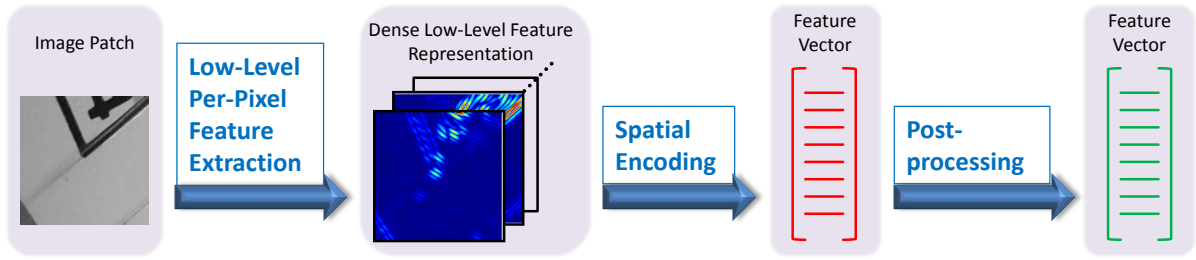 Image Patch
Low-Level
Per-Pixel
Feature
Extraction
Dense Low-Level Feature
Representation
Spatial
Encoding
Feature
Vector
Post-
processing
Feature
Vector